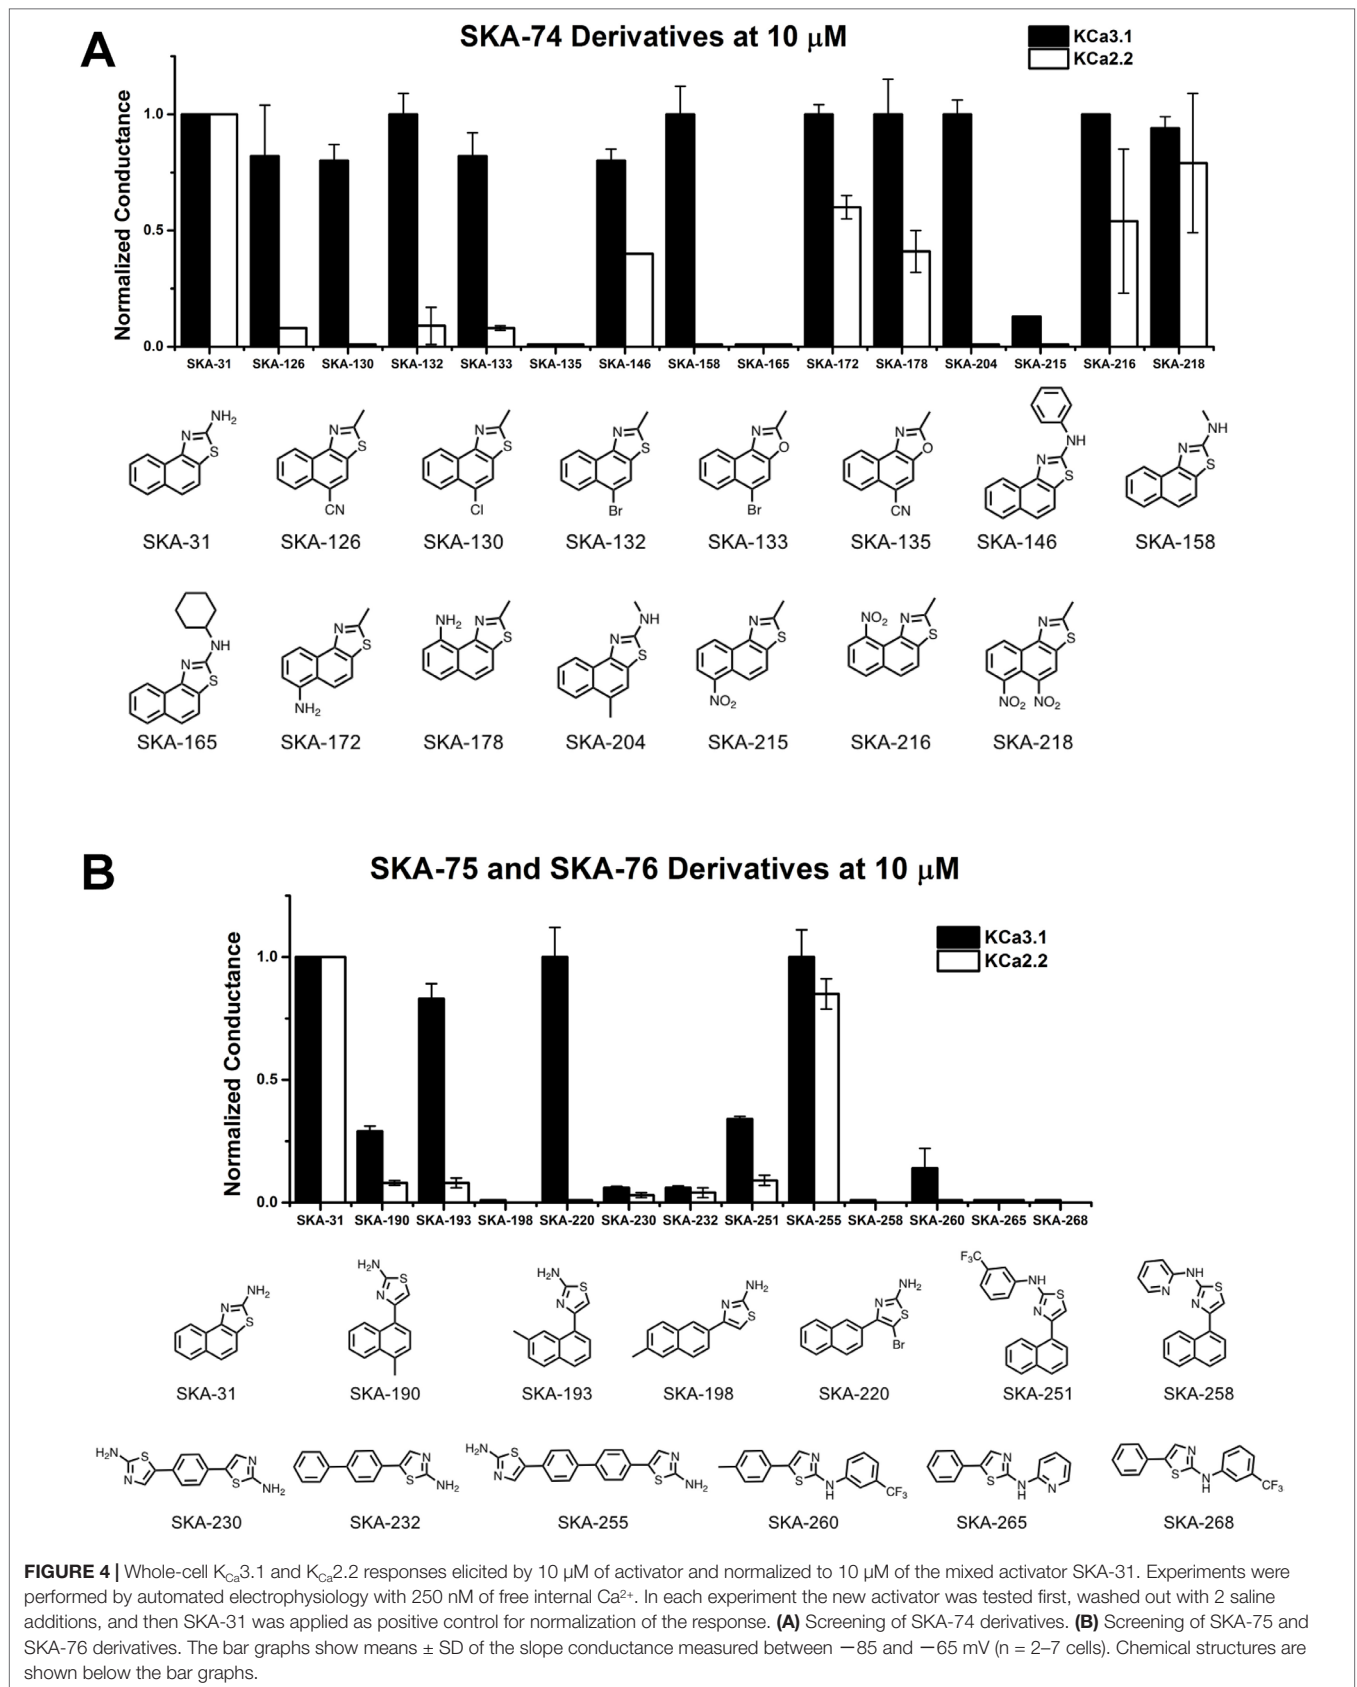 A
SKA-74 Derivatives at 10 μM
KCa3.1
KCa2.2
Normalized Conductance
1.0
0.5
0.0
SKA-31 SKA-126 SKA-130 SKA-132 SKA-133 SKA-135 SKA-146 SKA-158 SKA-165 SKA-172 SKA-178 SKA-204 SKA-215 SKA-216 SKA-218
NH₂ N S
N S CN
N S Cl
N S Br
N O Br
N O CN
NH N S
NH N S
SKA-31 SKA-126 SKA-130 SKA-132 SKA-133 SKA-135 SKA-146 SKA-158
NH N S
N S NH₂
NH₂ N S
NH N S
N S NO₂
NO₂ N S
N S NO₂ NO₂
SKA-165 SKA-172 SKA-178 SKA-204 SKA-215 SKA-216 SKA-218
B
SKA-75 and SKA-76 Derivatives at 10 μM
KCa3.1
KCa2.2
Normalized Conductance
1.0
0.5
0.0
SKA-31 SKA-190 SKA-193 SKA-198 SKA-220 SKA-230 SKA-232 SKA-251 SKA-255 SKA-258 SKA-260 SKA-265 SKA-268
NH₂ N S
H₂N S N
H₂N S N
NH₂ N S
NH₂ N S Br
F₃C NH S N
NH N S N
SKA-31 SKA-190 SKA-193 SKA-198 SKA-220 SKA-251 SKA-258
H₂N S N N S NH₂
N S NH₂
H₂N S N N S NH₂
N S N H CF₃
N S N H N
N S N H CF₃
SKA-230 SKA-232 SKA-255 SKA-260 SKA-265 SKA-268
FIGURE 4 | Whole-cell K_Ca3.1 and K_Ca2.2 responses elicited by 10 μM of activator and normalized to 10 μM of the mixed activator SKA-31. Experiments were
performed by automated electrophysiology with 250 nM of free internal Ca²⁺. In each experiment the new activator was tested first, washed out with 2 saline
additions, and then SKA-31 was applied as positive control for normalization of the response. (A) Screening of SKA-74 derivatives. (B) Screening of SKA-75 and
SKA-76 derivatives. The bar graphs show means ± SD of the slope conductance measured between −85 and −65 mV (n = 2–7 cells). Chemical structures are
shown below the bar graphs.